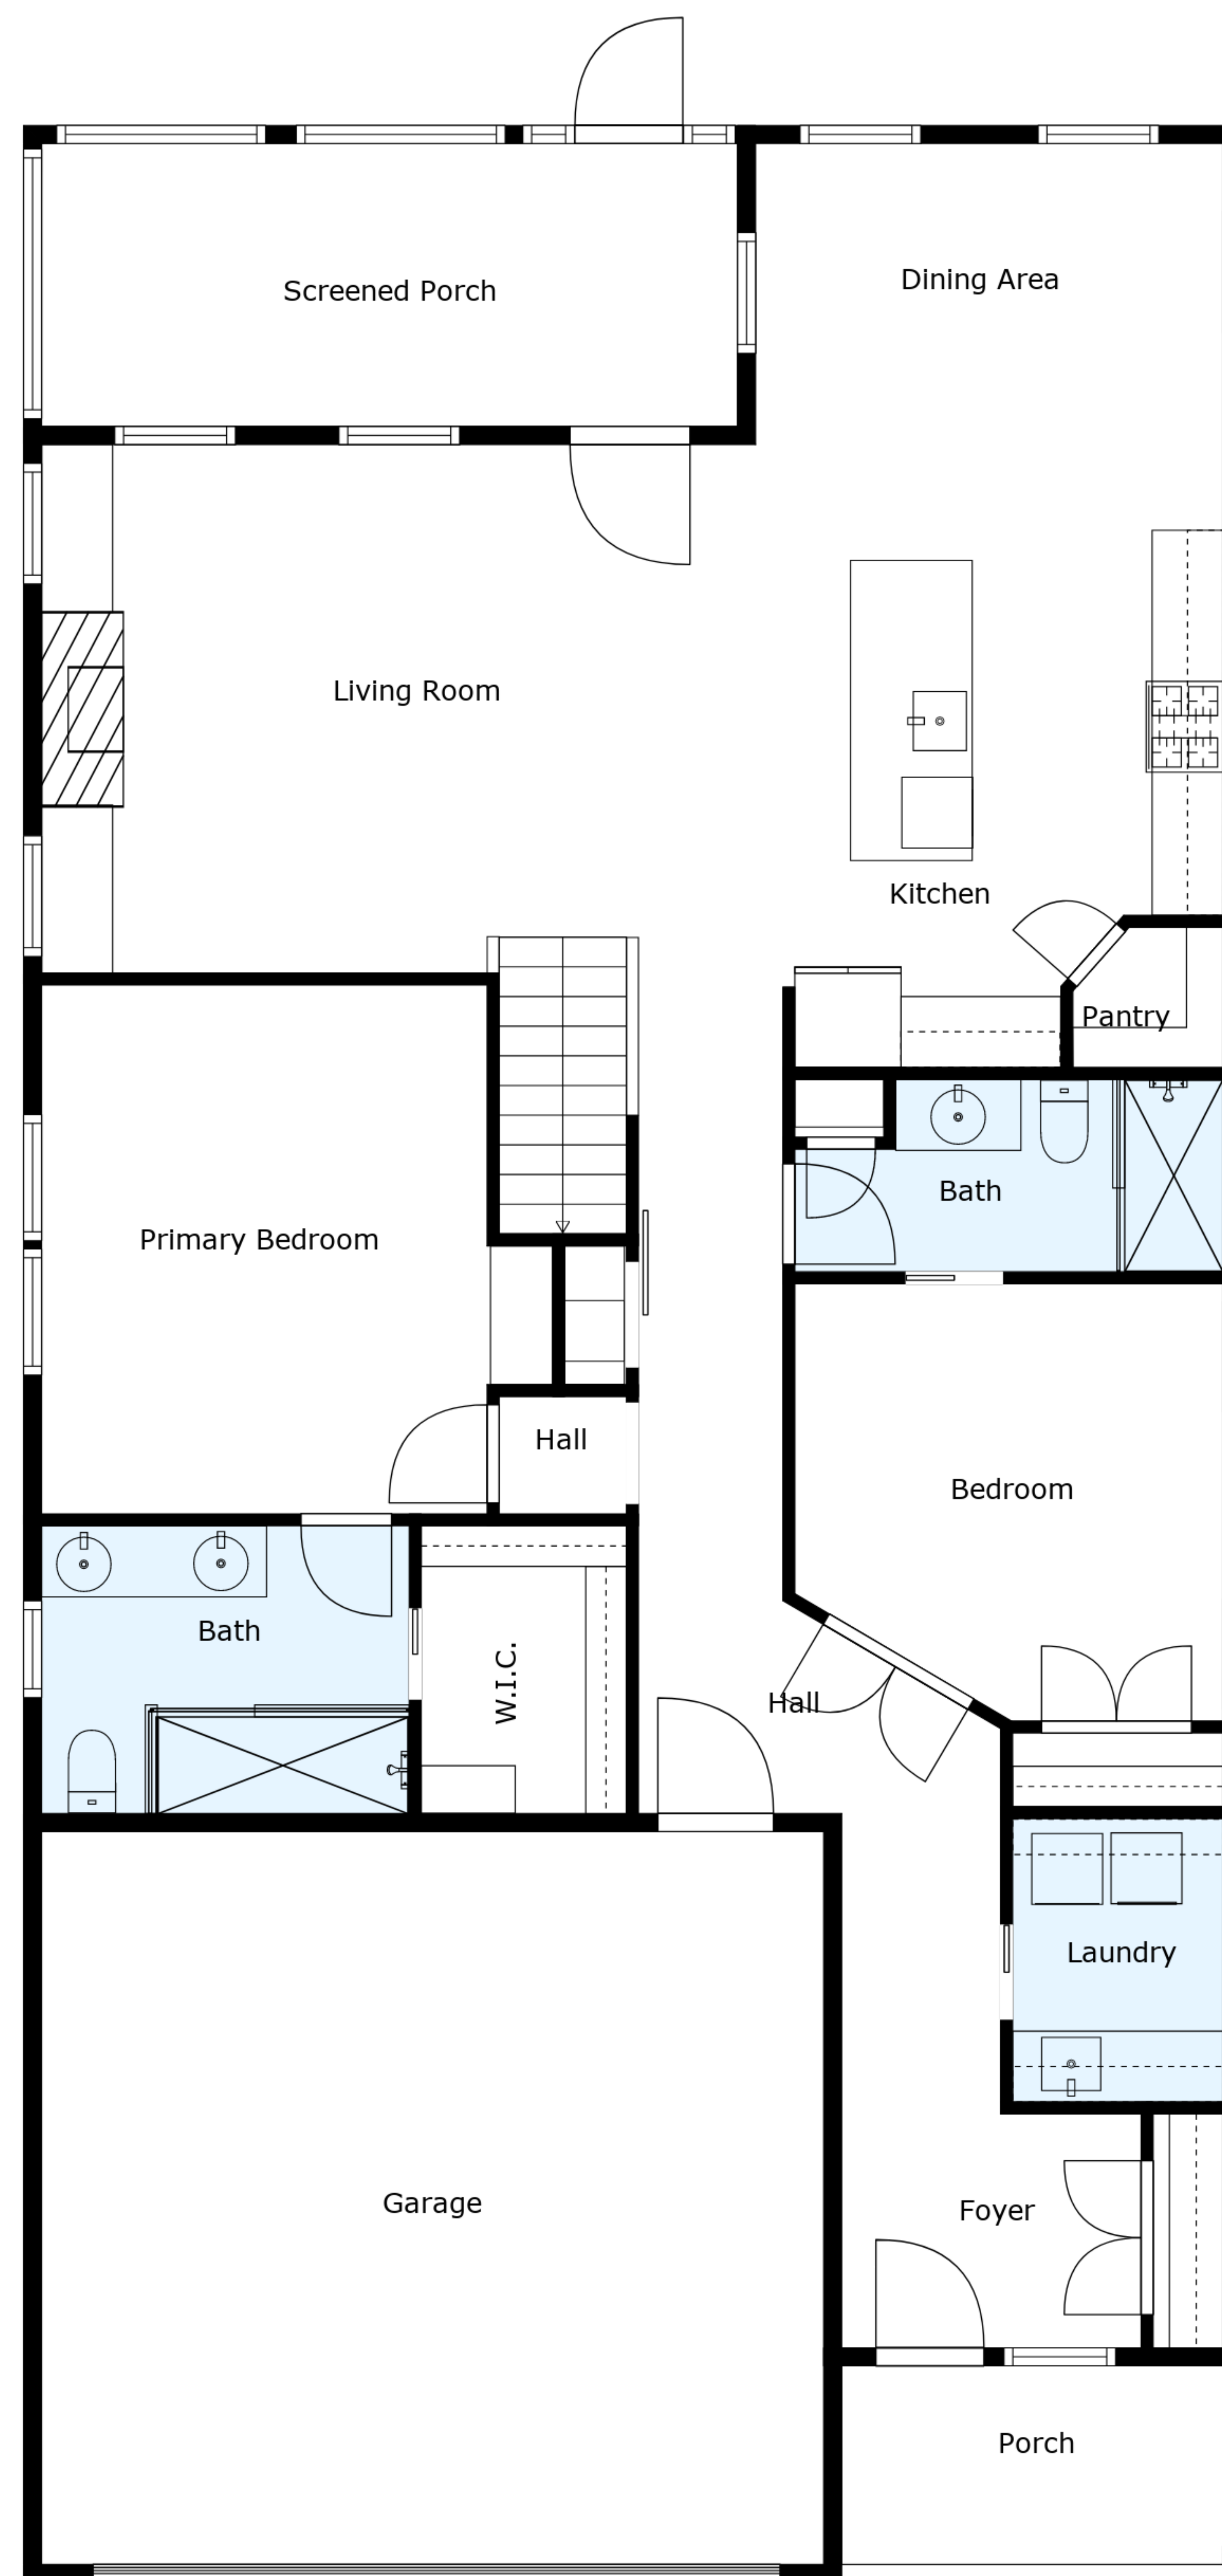 Dining Area
Screened Porch
Living Room
Kitchen
Pantry
Bath
Primary Bedroom
Hall
Bedroom
Bath
W.I.C.
Hall
Laundry
Garage
Foyer
Porch